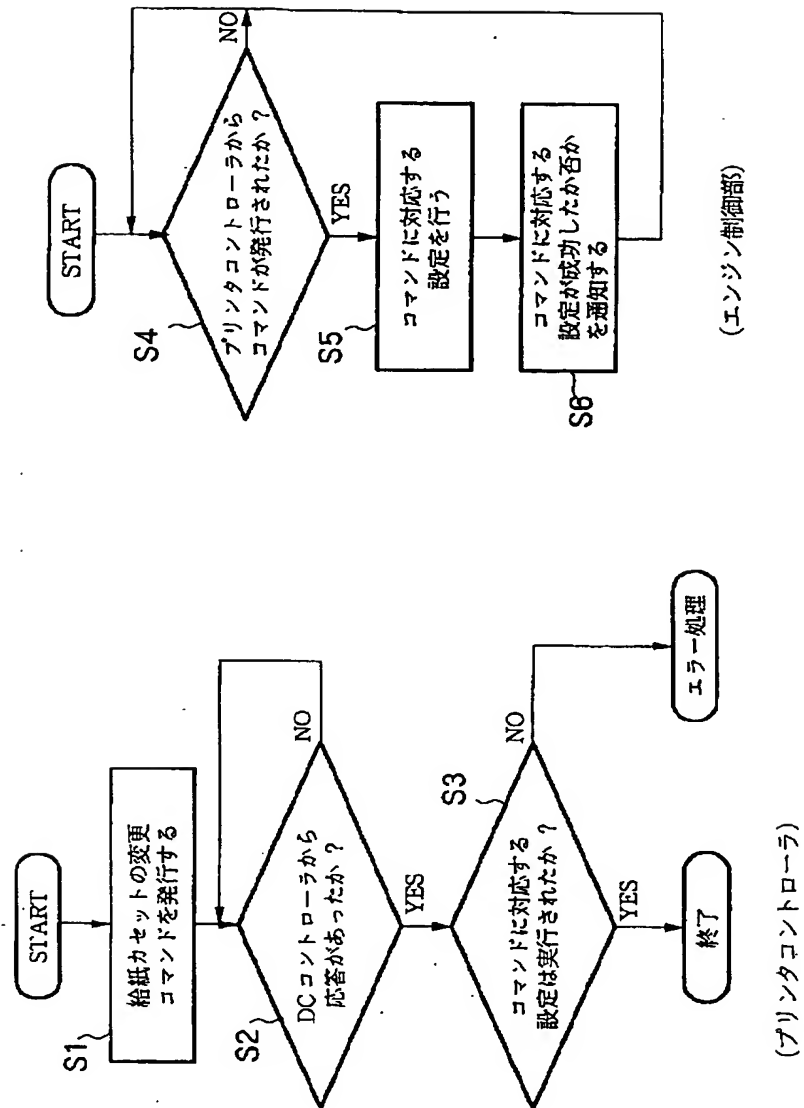 START
S1
給紙カセットの変更
コマンドを発行する
S2
DCコントローラから
応答があったか ?
NO
YES
S3
コマンドに対応する
設定は実行されたか ?
NO
YES
エラー処理
終了
(プリンタコントローラ)
START
S4
プリンタコントローラから
コマンドが発行されたか ?
NO
YES
S5
コマンドに対応する
設定を行う
S6
コマンドに対応する
設定が成功したか否か
を通知する
(エンジン制御部)